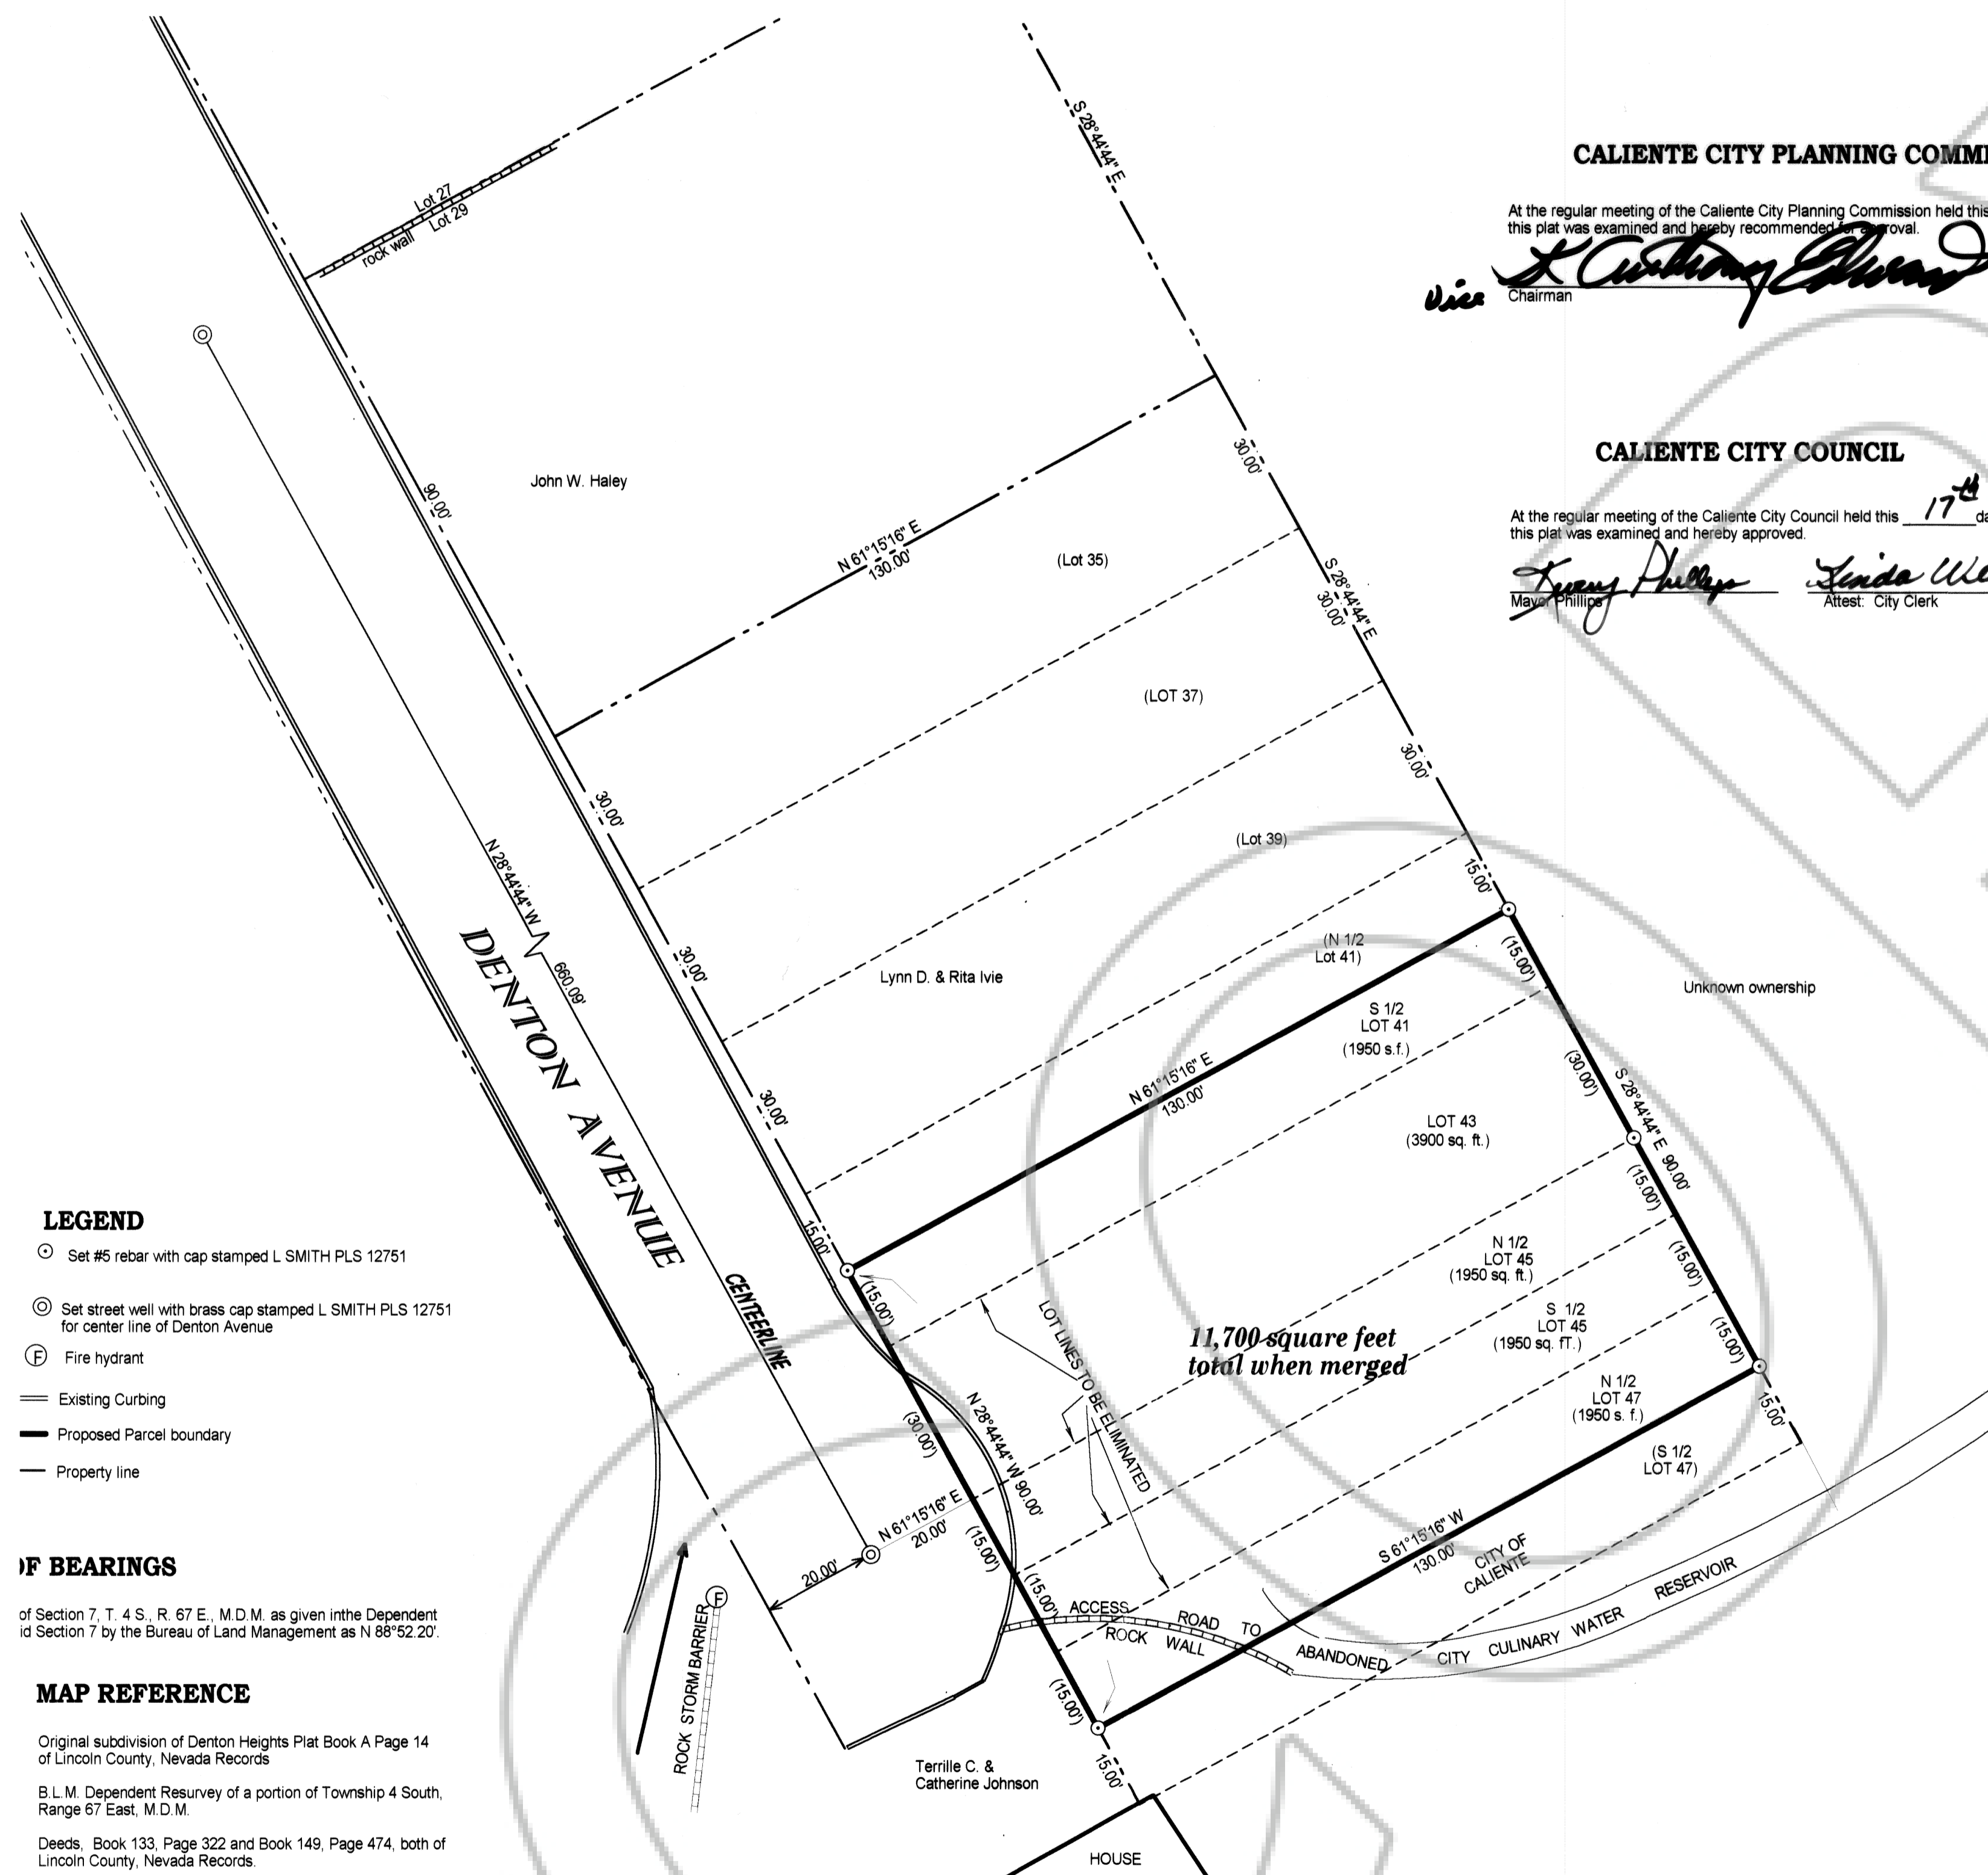 Lot 27
Lot 29
rock wall
S 28°44'44" E
CALIENTE CITY PLANNING COMMI
At the regular meeting of the Caliente City Planning Commission held this
this plat was examined and hereby recommended for approval.
Vice
Chairman
CALIENTE CITY COUNCIL
At the regular meeting of the Caliente City Council held this 17th da
this plat was examined and hereby approved.
Mayor Phillips
Linda
Attest: City Clerk
John W. Haley
90.00'
N 61°15'16" E
130.00'
30.00'
(Lot 35)
S 28°44'44" E
30.00'
(LOT 37)
30.00'
30.00'
(Lot 39)
15.00'
30.00'
(N 1/2
Lot 41)
Lynn D. & Rita Ivie
Unknown ownership
N 28°44'44" W
660.09'
DENTON AVENUE
CENTEERLINE
30.00'
15.00'
(15.00')
S 1/2
LOT 41
(1950 s.f.)
N 61°15'16" E
130.00'
(15.00')
(30.00')
S 28°44'44" E 90.00'
LOT 43
(3900 sq. ft.)
(15.00')
N 1/2
LOT 45
(1950 sq. ft.)
(15.00')
S 1/2
LOT 45
(1950 sq. fT.)
(15.00')
N 1/2
LOT 47
(1950 s. f.)
15.00'
(S 1/2
LOT 47)
11,700 square feet
total when merged
LOT LINES TO BE ELIMINATED
(30.00')
N 28°44'44" W 90.00'
N 61°15'16" E
20.00'
20.00'
(15.00')
(15.00')
(15.00')
15.00'
S 61°15'16" W
130.00'
CITY OF
CALIENTE
ACCESS ROAD TO ABANDONED CITY CULINARY WATER RESERVOIR
ROCK WALL
ROCK STORM BARRIER
F
Terrille C. &
Catherine Johnson
HOUSE
LEGEND
Set #5 rebar with cap stamped L SMITH PLS 12751
Set street well with brass cap stamped L SMITH PLS 12751
for center line of Denton Avenue
F Fire hydrant
Existing Curbing
Proposed Parcel boundary
Property line
OF BEARINGS
of Section 7, T. 4 S., R. 67 E., M.D.M. as given inthe Dependent
id Section 7 by the Bureau of Land Management as N 88°52.20'.
MAP REFERENCE
Original subdivision of Denton Heights Plat Book A Page 14
of Lincoln County, Nevada Records
B.L.M. Dependent Resurvey of a portion of Township 4 South,
Range 67 East, M.D.M.
Deeds, Book 133, Page 322 and Book 149, Page 474, both of
Lincoln County, Nevada Records.